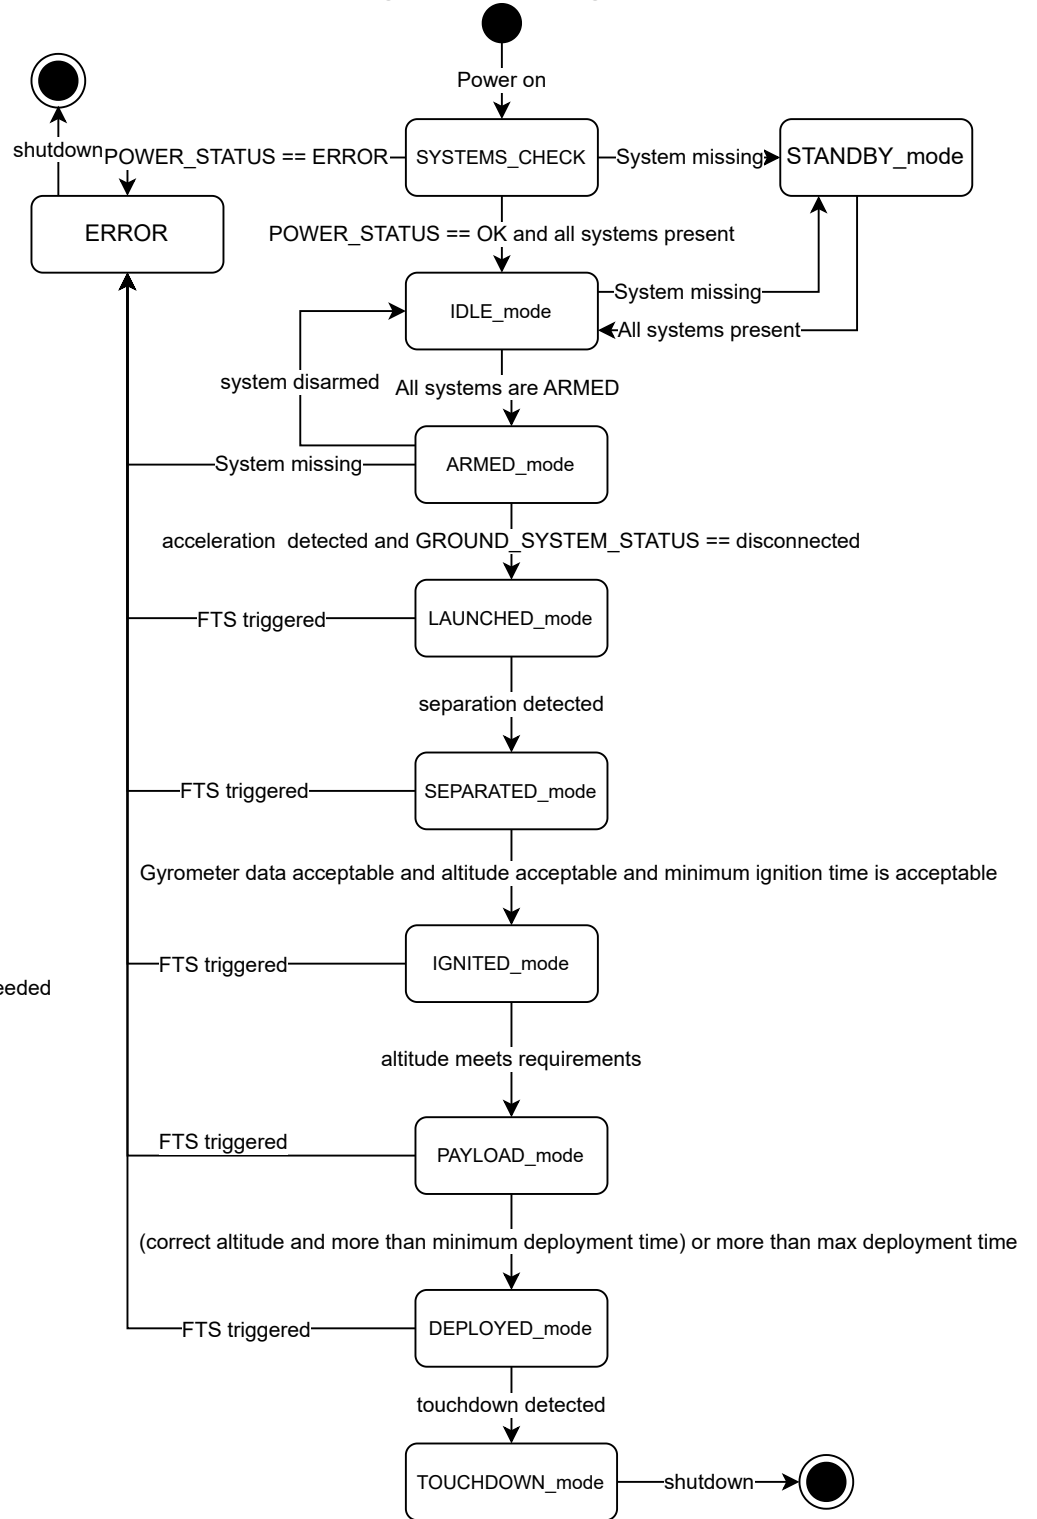 Power on
shutdown
POWER_STATUS == ERROR
SYSTEMS_CHECK
System missing
STANDBY_mode
ERROR
POWER_STATUS == OK and all systems present
System missing
IDLE_mode
All systems present
system disarmed
All systems are ARMED
System missing
ARMED_mode
acceleration  detected and GROUND_SYSTEM_STATUS == disconnected
FTS triggered
LAUNCHED_mode
separation detected
FTS triggered
SEPARATED_mode
Gyrometer data acceptable and altitude acceptable and minimum ignition time is acceptable
FTS triggered
IGNITED_mode
eeded
altitude meets requirements
FTS triggered
PAYLOAD_mode
(correct altitude and more than minimum deployment time) or more than max deployment time
FTS triggered
DEPLOYED_mode
touchdown detected
TOUCHDOWN_mode
shutdown